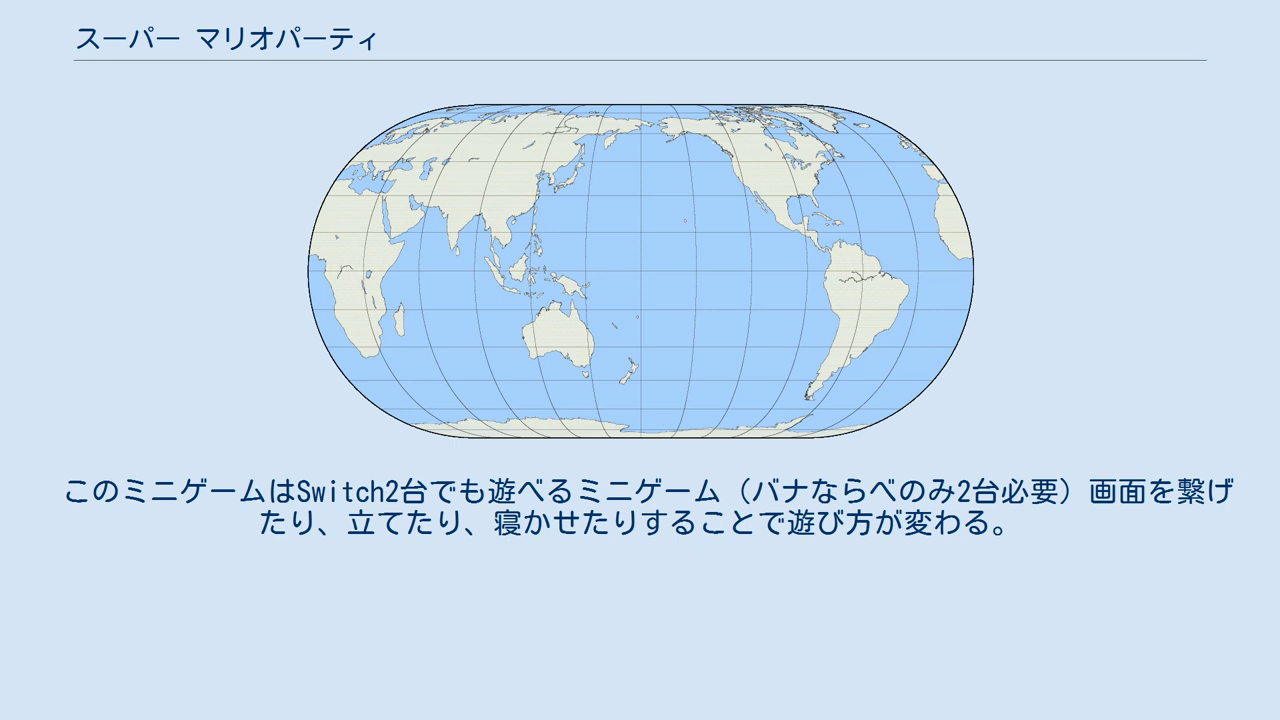 スーパー マリオパーティ
このミニゲームはSwitch2台でも遊べるミニゲーム（バナならべのみ2台必要）画面を繋げ
たり、立てたり、寝かせたりすることで遊び方が変わる。